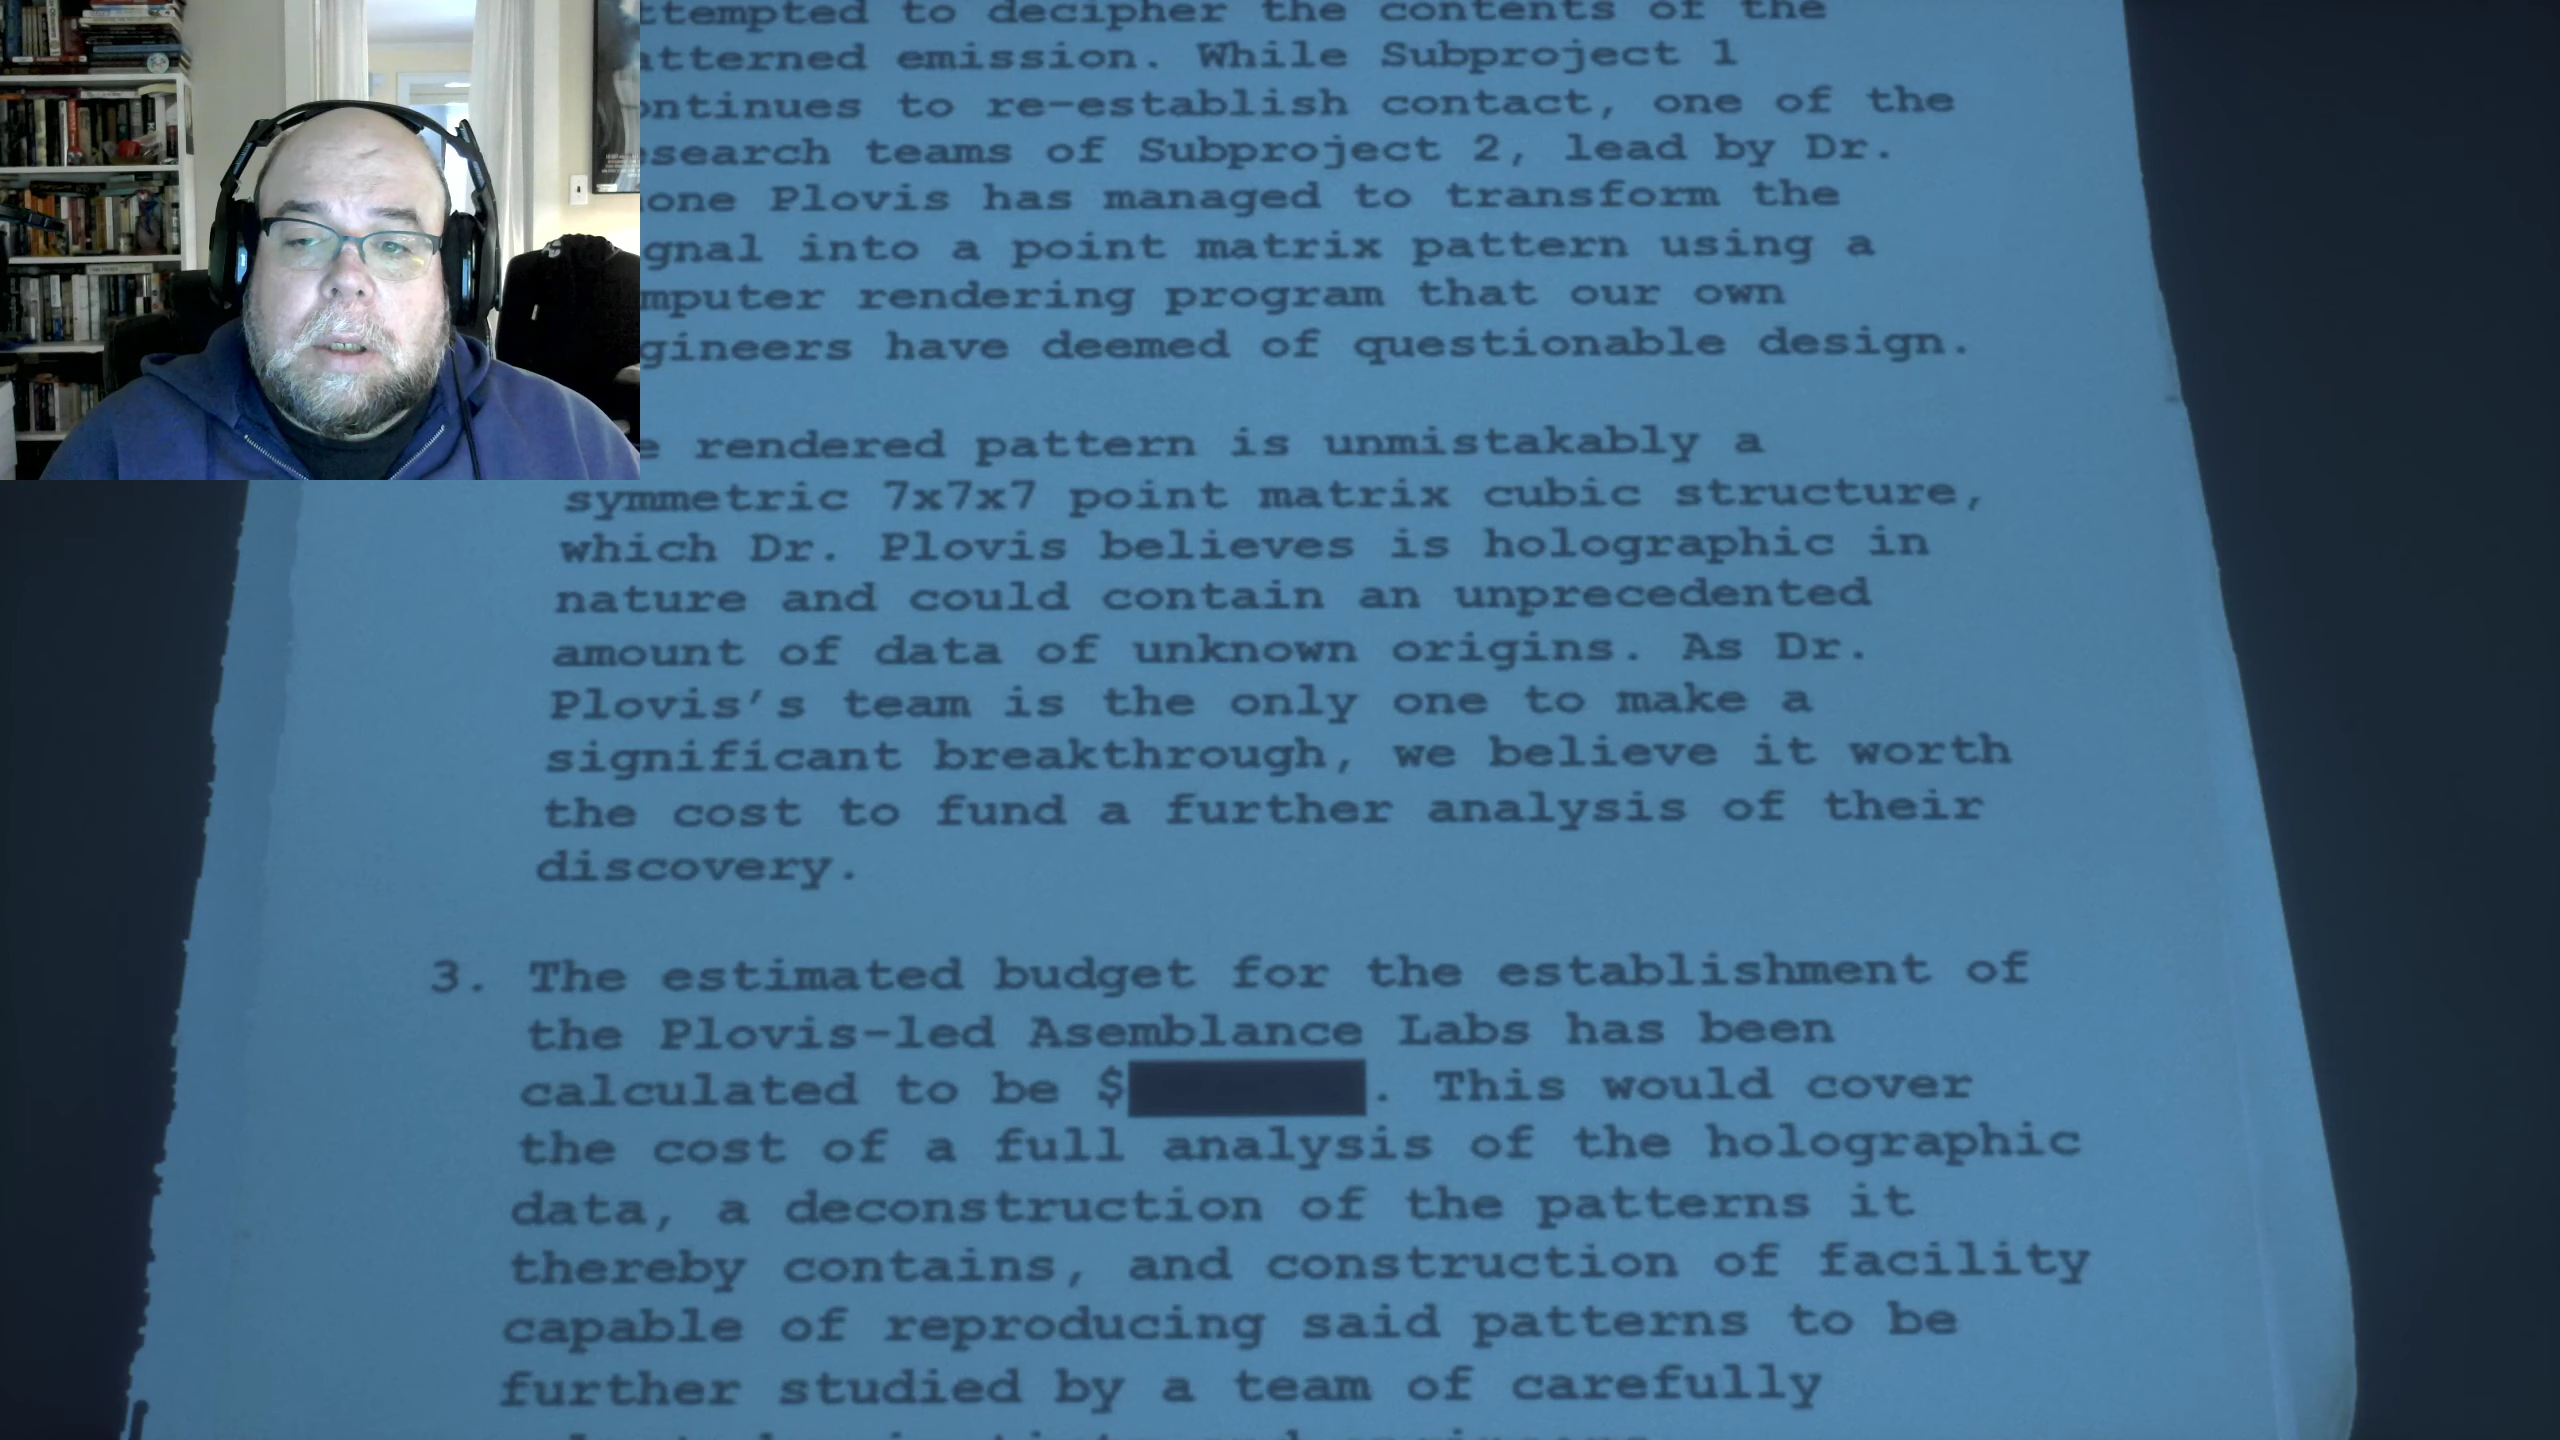 ttempted to decipher the contents of the
atterned emission. While Subproject 1
ontinues to re-establish contact, one of the
search teams of Subproject 2, lead by Dr.
one Plovis has managed to transform the
gnal into a point matrix pattern using a
mputer rendering program that our own
gineers have deemed of questionable design.
e rendered pattern is unmistakably a
symmetric 7x7x7 point matrix cubic structure,
which Dr. Plovis believes is holographic in
nature and could contain an unprecedented
amount of data of unknown origins. As Dr.
Plovis's team is the only one to make a
significant breakthrough, we believe it worth
the cost to fund a further analysis of their
discovery.
3. The estimated budget for the establishment of
the Plovis-led Asemblance Labs has been
calculated to be $ . This would cover
the cost of a full analysis of the holographic
data, a deconstruction of the patterns it
thereby contains, and construction of facility
capable of reproducing said patterns to be
further studied by a team of carefully